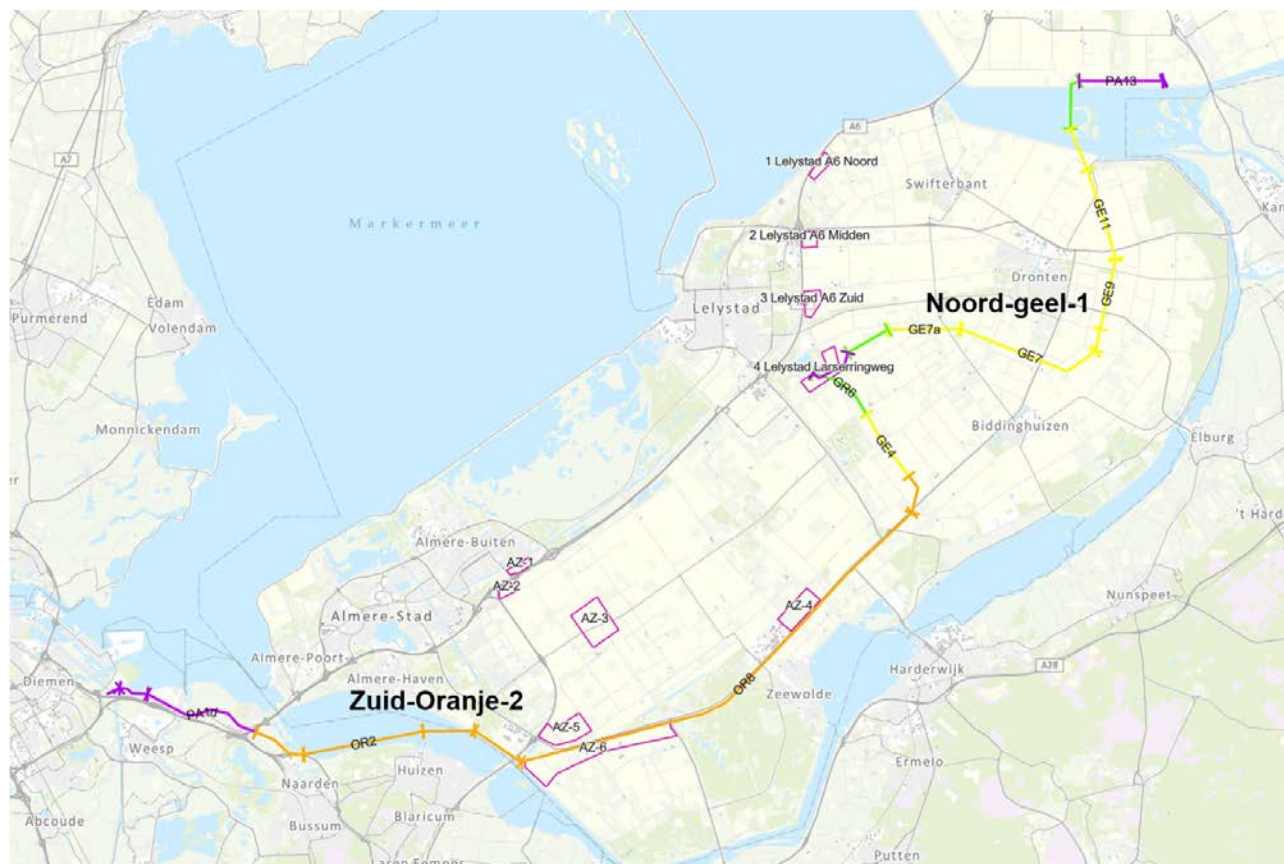 PA13
A6
A7
1 Lelystad A6 Noord
Swifterbant
Markermeer
GE11
2 Lelystad A6 Midden
Dronten
Edam
Volendam
Purmerend
3 Lelystad A6 Zuid
Lelystad
GE9
Noord-geel-1
GE7a
GE7
4 Lelystad Larserringweg
GR6
Monnickendam
Biddinghuizen
Elburg
GE4
't Hard
Almere-Buiten
AZ-1
AZ-2
Almere-Stad
AZ-3
AZ-4
Nunspeet
Almere-Poort
Harderwijk
A28
Almere-Haven
Diemen
Zuid-Oranje-2
OR8
Zeewolde
Weesp
AZ-5
AZ-6
OR2
Naarden
Huizen
Ermelo
Abcoude
Bussum
Blaricum
Putten